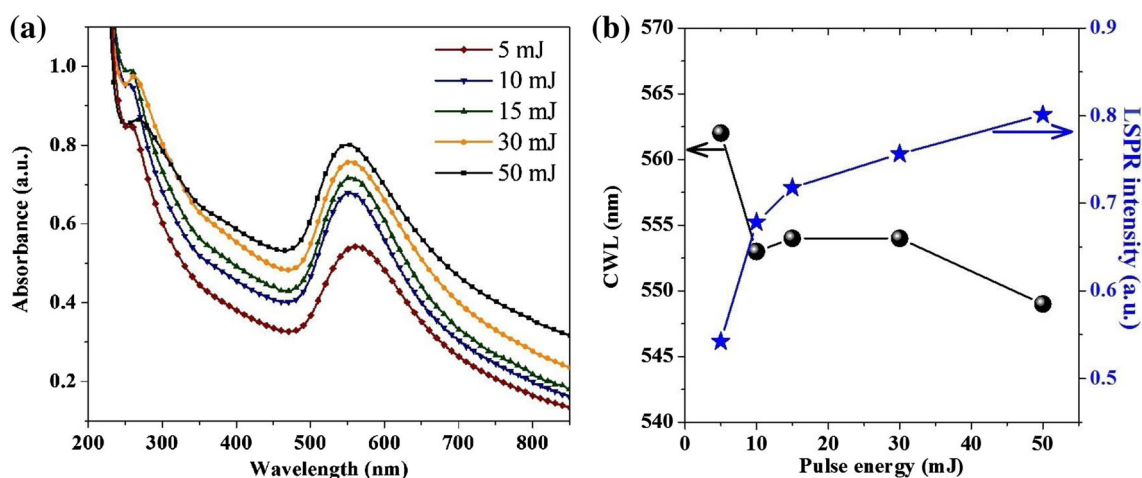 (a)
1.0
0.8
0.6
0.4
0.2
Absorbance (a.u.)
200 300 400 500 600 700 800
Wavelength (nm)
5 mJ
10 mJ
15 mJ
30 mJ
50 mJ
(b)
570
565
560
555
550
545
540
CWL (nm)
0 10 20 30 40 50
Pulse energy (mJ)
0.9
0.8
0.7
0.6
0.5
LSPR intensity (a.u.)